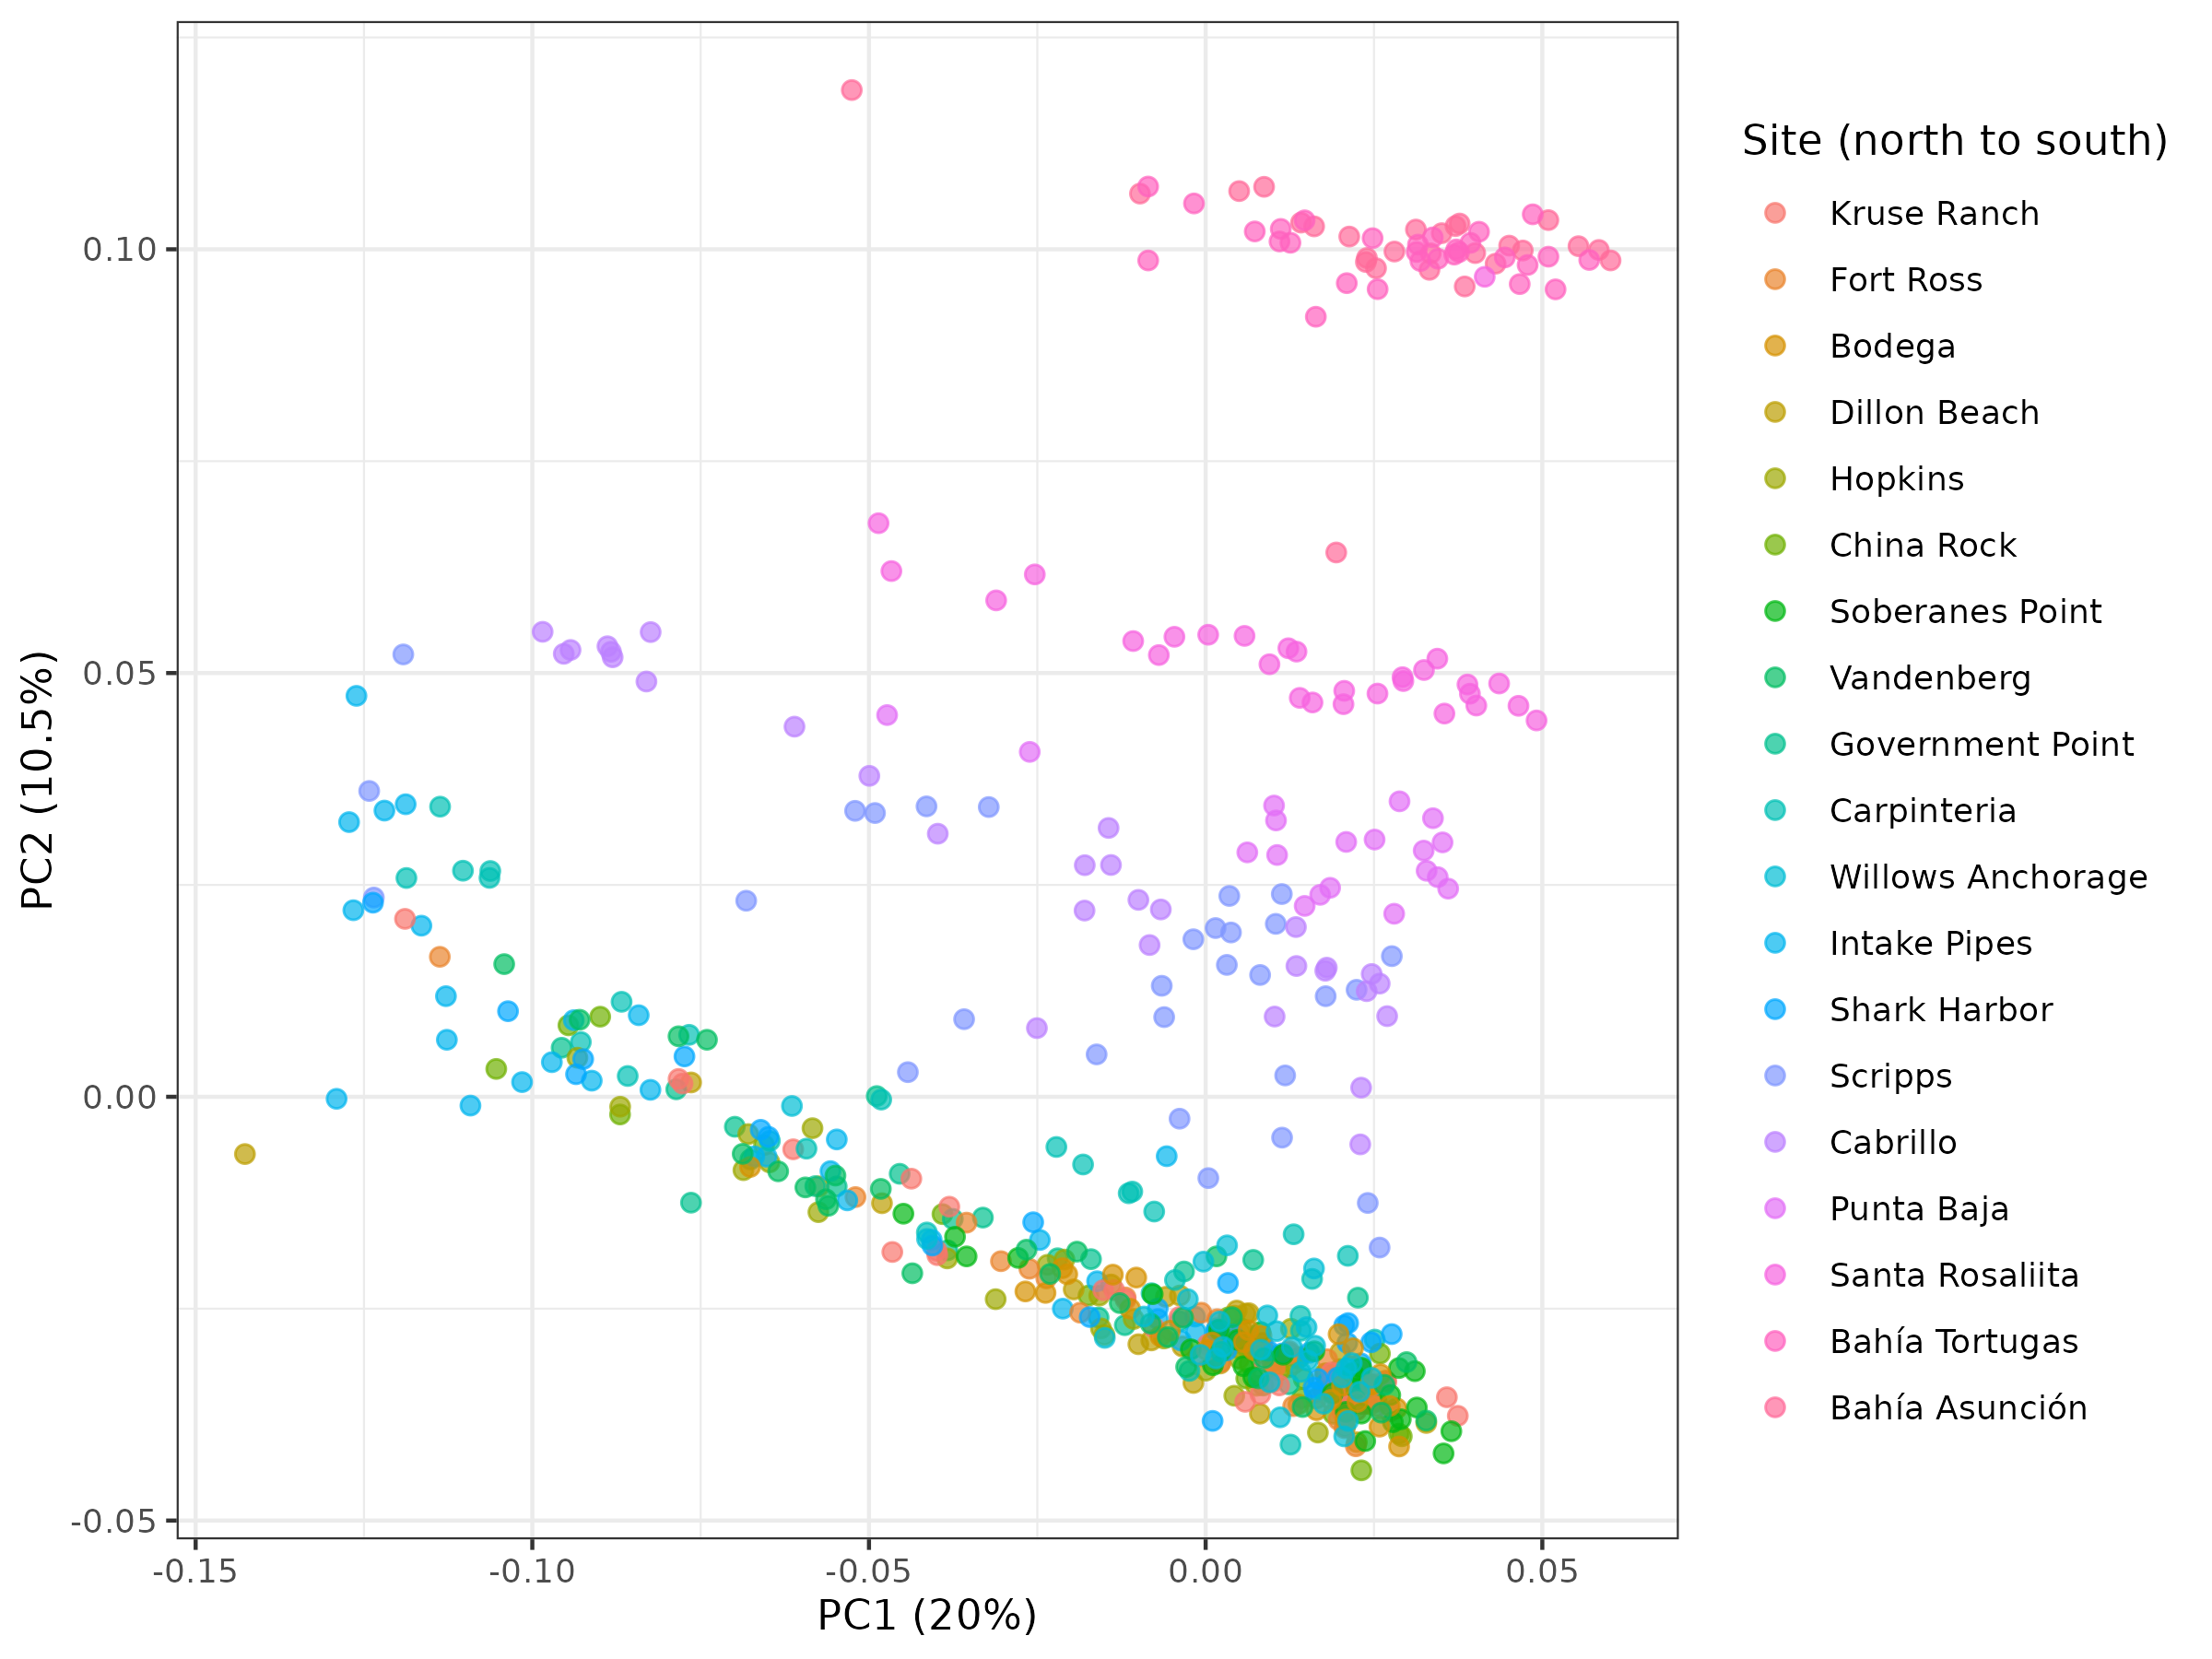 Site (north to south)
Kruse Ranch
Fort Ross
Bodega
Dillon Beach
Hopkins
China Rock
Soberanes Point
Vandenberg
Government Point
Carpinteria
Willows Anchorage
Intake Pipes
Shark Harbor
Scripps
Cabrillo
Punta Baja
Santa Rosaliita
Bahía Tortugas
Bahía Asunción
PC2 (10.5%)
0.10
0.05
0.00
-0.05
-0.15
-0.10
-0.05
0.00
0.05
PC1 (20%)